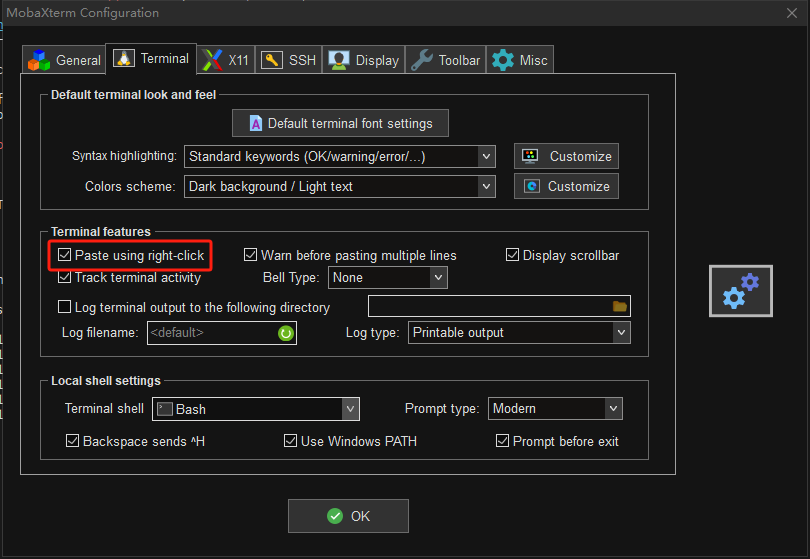 MobaXterm Configuration
General Terminal X11 SSH Display Toolbar Misc
Default terminal look and feel
Default terminal font settings
Syntax highlighting: Standard keywords (OK/warning/error/...) Customize
Colors scheme: Dark background / Light text Customize
Terminal features
Paste using right-click Warn before pasting multiple lines Display scrollbar
Track terminal activity Bell Type: None
Log terminal output to the following directory
Log filename: <default> Log type: Printable output
Local shell settings
Terminal shell Bash Prompt type: Modern
Backspace sends ^H Use Windows PATH Prompt before exit
OK